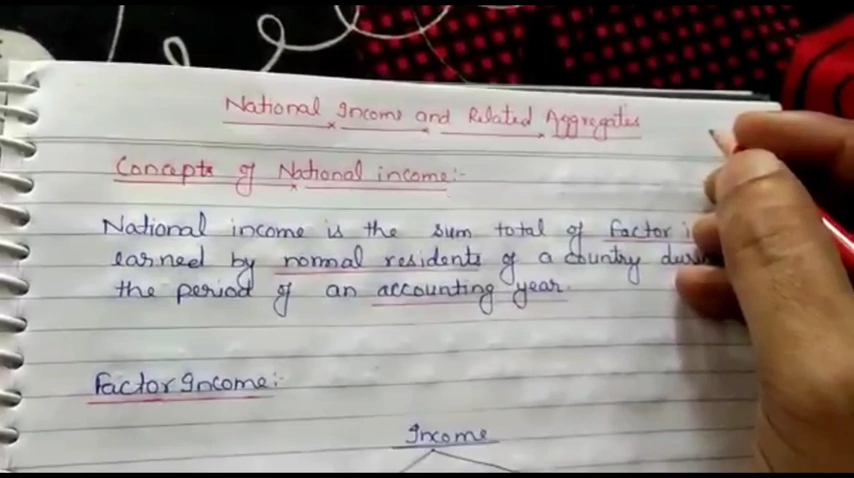 National Income and Related Aggregates
Concepts of National income:-
National income is the sum total of factor
earned by normal residents of a country
the period of an accounting year.
Factor Income:
Income